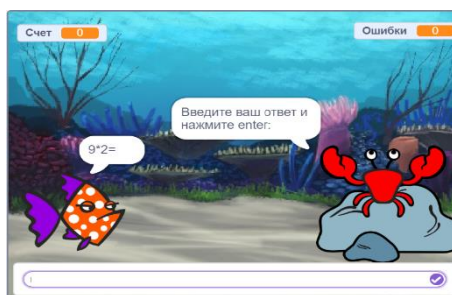 Счет 0
Ошибки 0
Введите ваш ответ и
нажмите enter:
9*2=